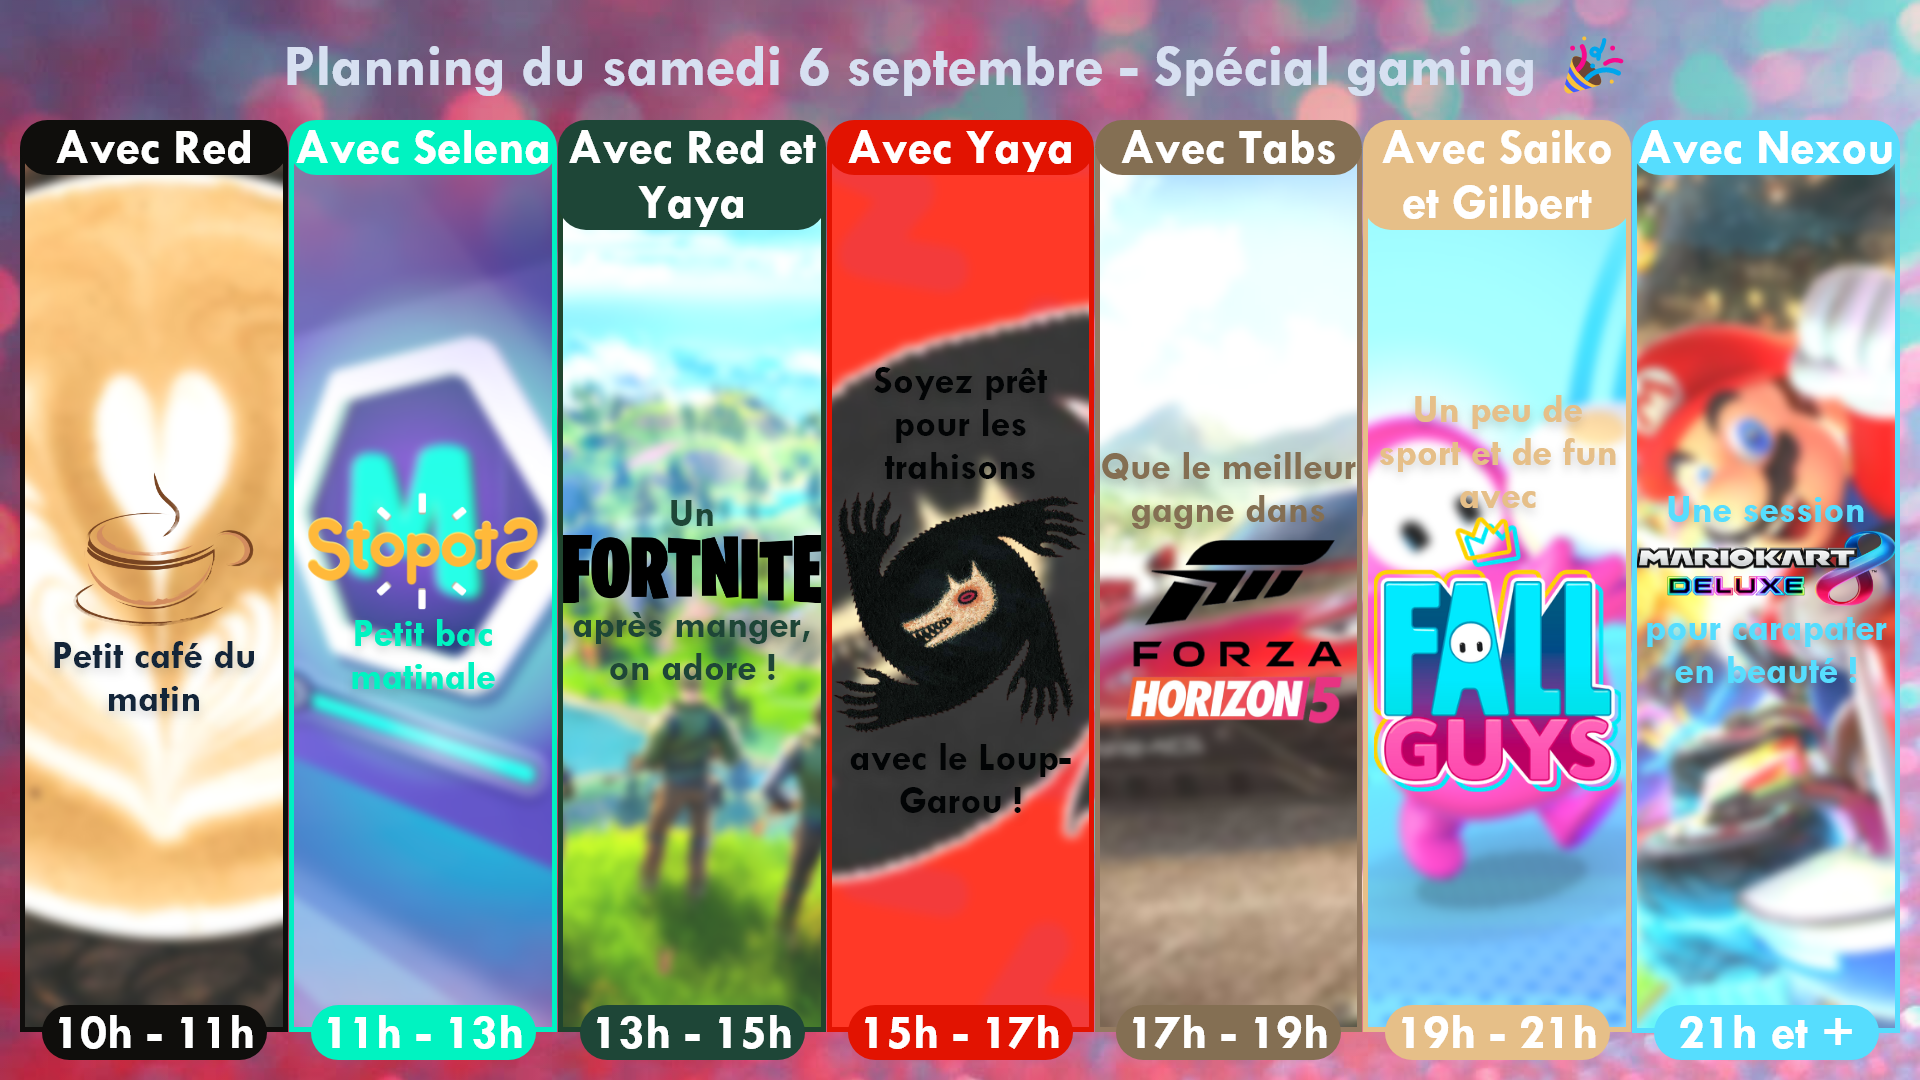 Planning du samedi 6 septembre - Spécial gaming
Avec Red
Petit café du
matin
10h - 11h
Avec Selena
StopotS
Petit bac
matinale
11h - 13h
Avec Red et
Yaya
Un
FORTNITE
après manger,
on adore !
13h - 15h
Avec Yaya
Soyez prêt
pour les
trahisons
avec le Loup-
Garou !
15h - 17h
Avec Tabs
Que le meilleur
gagne dans
FORZA
HORIZON 5
17h - 19h
Avec Saiko
et Gilbert
Un peu de
sport et de fun
avec
FALL
GUYS
19h - 21h
Avec Nexou
Une session
MARIOKART 8
DELUXE
pour carapater
en beauté !
21h et +